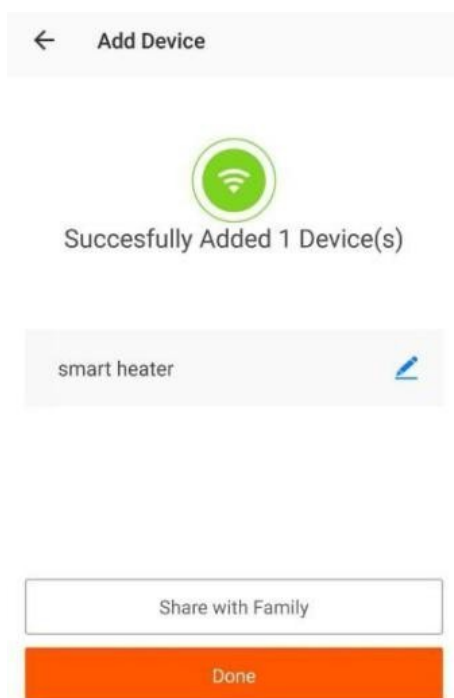 Add Device
Succesfully Added 1 Device(s)
smart heater
Share with Family
Done